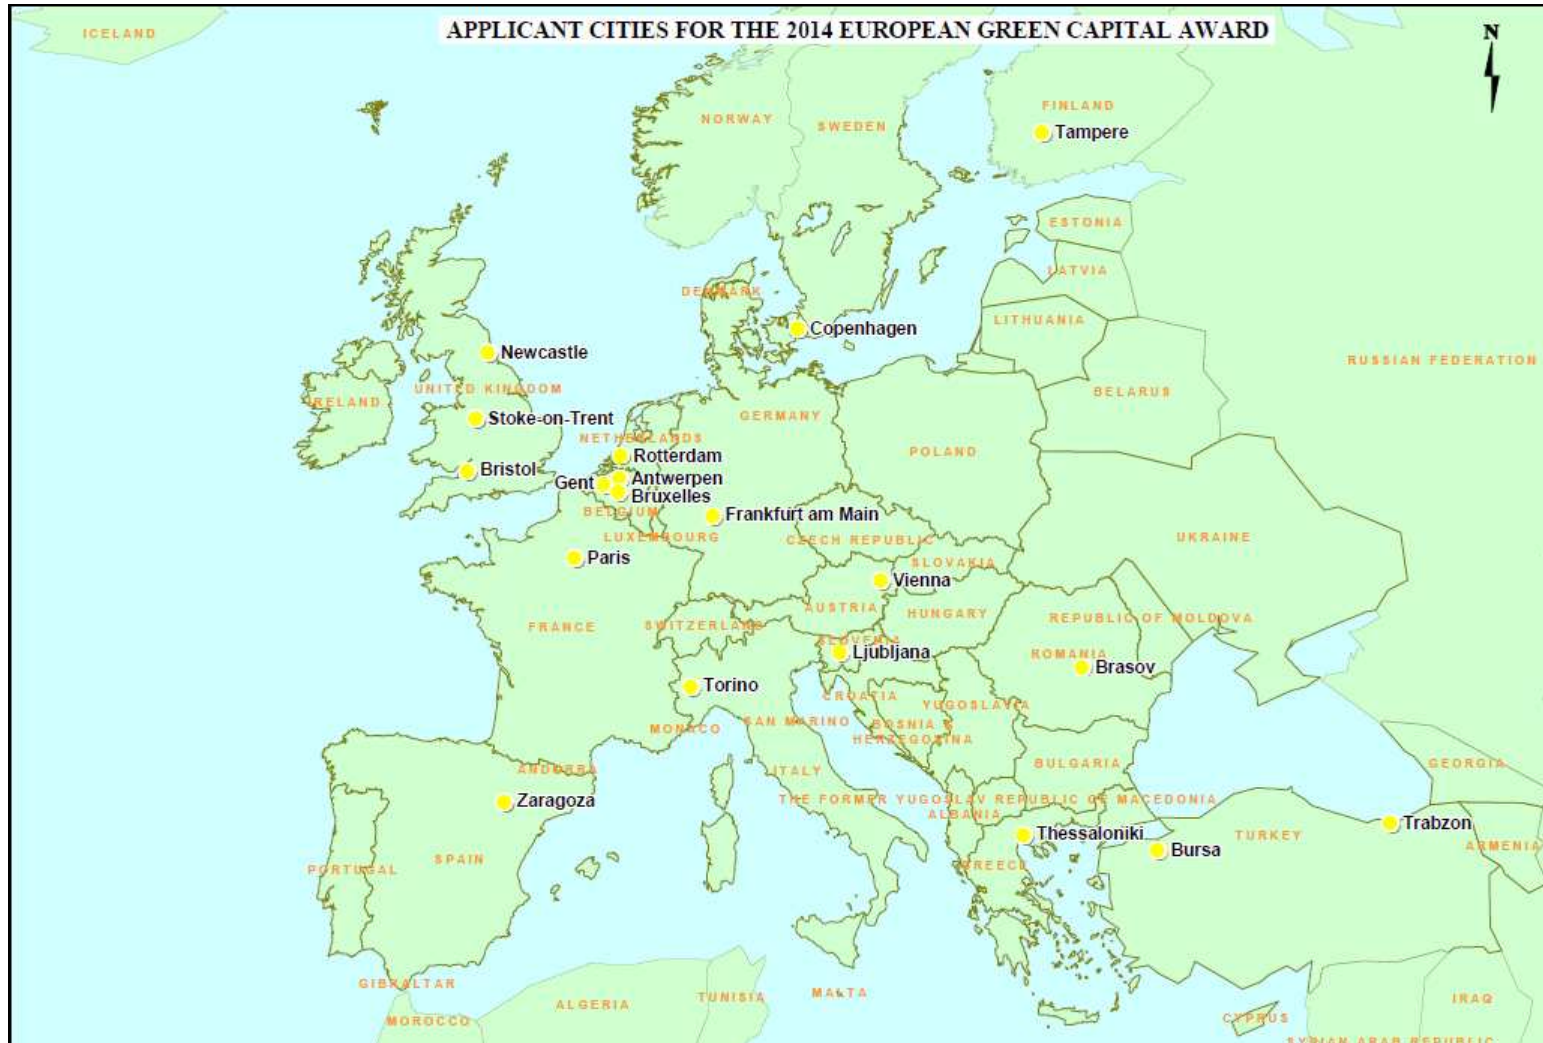 APPLICANT CITIES FOR THE 2014 EUROPEAN GREEN CAPITAL AWARD
N
ICELAND
FINLAND
NORWAY
SWEDEN
Tampere
ESTONIA
LATVIA
DENMARK
LITHUANIA
Copenhagen
Newcastle
RUSSIAN FEDERATION
UNITED KINGDOM
BELARUS
IRELAND
Stoke-on-Trent
GERMANY
NETHERLANDS
POLAND
Rotterdam
Bristol
Antwerpen
Gent
Bruxelles
BELGIUM
Frankfurt am Main
LUXEMBOURG
CZECH REPUBLIC
UKRAINE
Paris
SLOVAKIA
Vienna
AUSTRIA
HUNGARY
REPUBLIC OF MOLDOVA
FRANCE
SWITZERLAND
SLOVENIA
Ljubljana
ROMANIA
Brasov
Torino
CROATIA
YUGOSLAVIA
MONACO
SAN MARINO
BOSNIA &
HERZEGOVINA
BULGARIA
GEORGIA
ANDORRA
ITALY
Zaragoza
THE FORMER YUGOSLAV REPUBLIC OF MACEDONIA
ALBANIA
Trabzon
Thessaloniki
TURKEY
ARMENIA
Bursa
SPAIN
PORTUGAL
GREECE
GIBRALTAR
MALTA
TUNISIA
ALGERIA
IRAQ
MOROCCO
CYPRUS
SYRIAN ARAB REPUBLIC